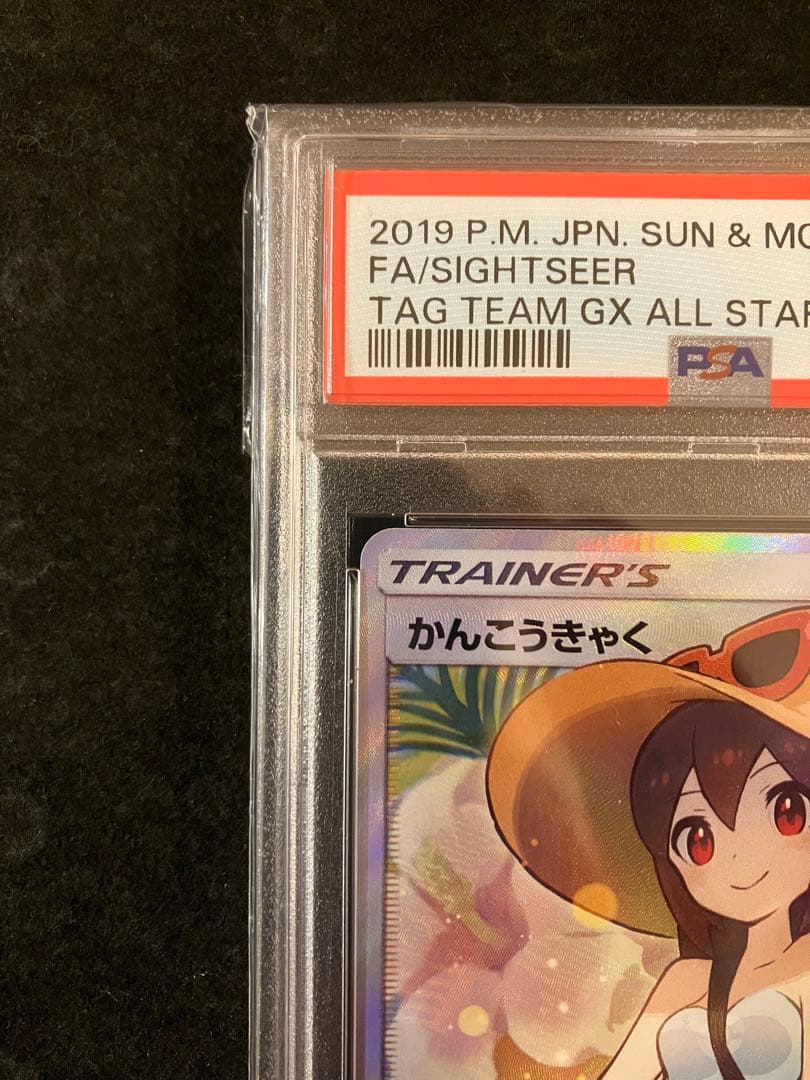 2019 P.M. JPN. SUN & MO
FA/SIGHTSEER
TAG TEAM GX ALL STAR
PSA
TRAINER'S
かんこうきゃく